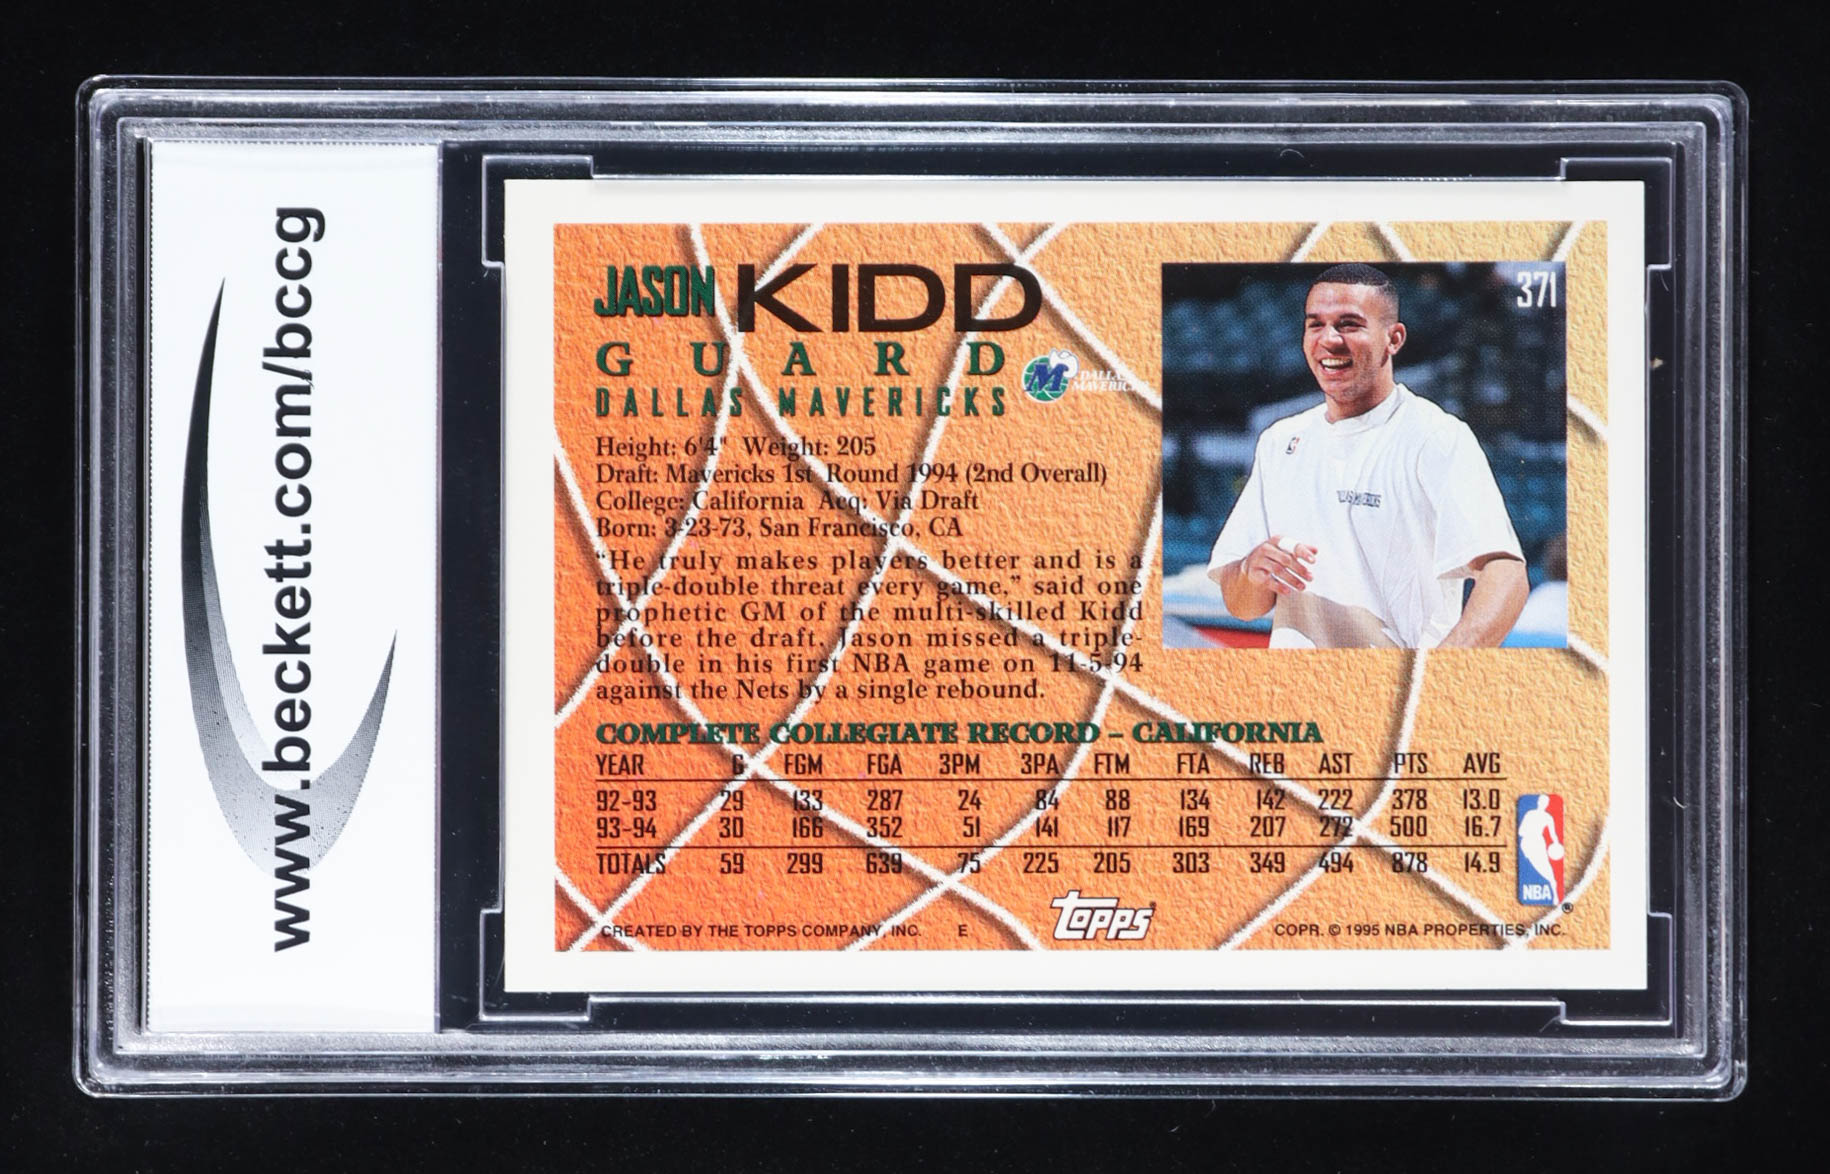 www.beckett.com/bccg
JASON KIDD
371
GUARD
DALLAS MAVERICKS
M DALLAS MAVERICKS
Height: 6'4" Weight: 205
Draft: Mavericks 1st Round 1994 (2nd Overall)
College: California Acq: Via Draft
Born: 3-23-73, San Francisco, CA
"He truly makes players better and is a
triple-double threat every game," said one
prophetic GM of the multi-skilled Kidd
before the draft. Jason missed a triple-
double in his first NBA game on 11-5-94
against the Nets by a single rebound.
COMPLETE COLLEGIATE RECORD – CALIFORNIA
YEAR G FGM FGA 3PM 3PA FTM FTA REB AST PTS AVG
92-93 29 133 287 24 84 88 134 142 222 378 13.0
93-94 30 166 352 51 141 117 169 207 272 500 16.7
TOTALS 59 299 639 75 225 205 303 349 494 878 14.9
NBA ®
CREATED BY THE TOPPS COMPANY, INC. E TOPPS ® COPR. © 1995 NBA PROPERTIES, INC.